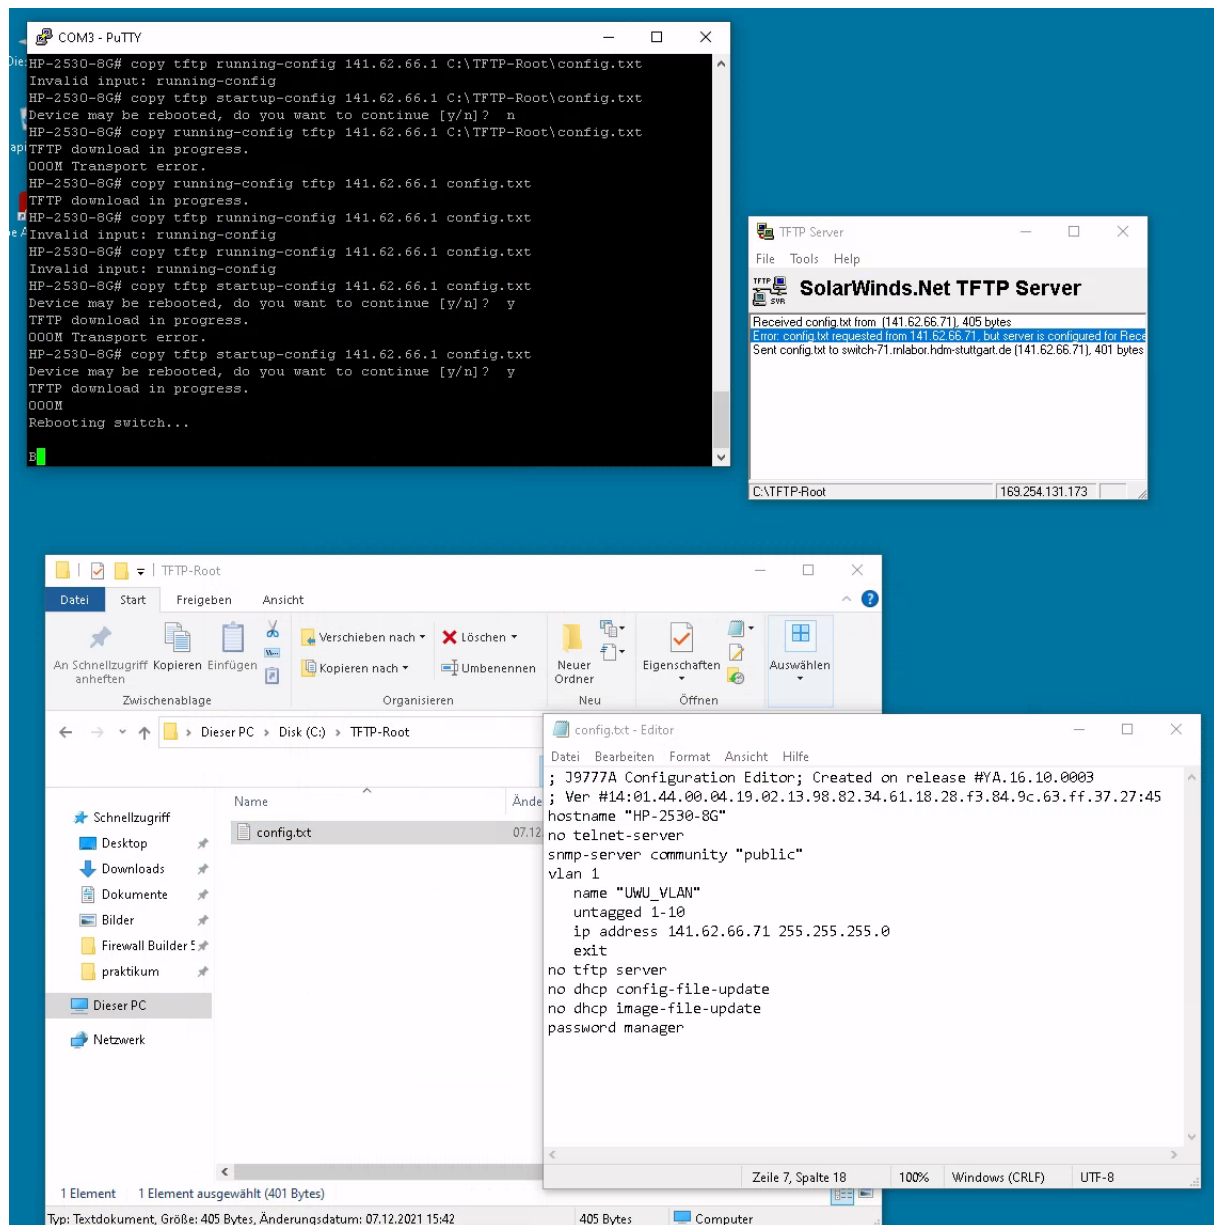 COM3 - PuTTY
HP-2530-8G# copy tftp running-config 141.62.66.1 C:\TFTP-Root\config.txt
Invalid input: running-config
HP-2530-8G# copy tftp startup-config 141.62.66.1 C:\TFTP-Root\config.txt
Device may be rebooted, do you want to continue [y/n]?  n
HP-2530-8G# copy running-config tftp 141.62.66.1 C:\TFTP-Root\config.txt
TFTP download in progress.
000M Transport error.
HP-2530-8G# copy running-config tftp 141.62.66.1 config.txt
TFTP download in progress.
HP-2530-8G# copy tftp running-config 141.62.66.1 config.txt
Invalid input: running-config
HP-2530-8G# copy tftp running-config 141.62.66.1 config.txt
Invalid input: running-config
HP-2530-8G# copy tftp startup-config 141.62.66.1 config.txt
Device may be rebooted, do you want to continue [y/n]?  y
TFTP download in progress.
000M Transport error.
HP-2530-8G# copy tftp startup-config 141.62.66.1 config.txt
Device may be rebooted, do you want to continue [y/n]?  y
TFTP download in progress.
000M
Rebooting switch...
B
TFTP Server
File Tools Help
TFTP SVR
SolarWinds.Net TFTP Server
Received config.txt from (141.62.66.71), 405 bytes
Error: config.txt requested from 141.62.66.71, but server is configured for Rece
Sent config.txt to switch-71.rnlabor.hdm-stuttgart.de (141.62.66.71), 401 bytes
C:\TFTP-Root
169.254.131.173
TFTP-Root
Datei Start Freigeben Ansicht
An Schnellzugriff anheften
Kopieren
Einfügen
Verschieben nach
Kopieren nach
Löschen
Umbenennen
Neuer Ordner
Eigenschaften
Auswählen
Zwischenablage
Organisieren
Neu
Öffnen
Dieser PC > Disk (C:) > TFTP-Root
Name
Ände
Schnellzugriff
Desktop
Downloads
Dokumente
Bilder
Firewall Builder 5
praktikum
Dieser PC
Netzwerk
config.txt
07.12
1 Element
1 Element ausgewählt (401 Bytes)
Typ: Textdokument, Größe: 405 Bytes, Änderungsdatum: 07.12.2021 15:42
405 Bytes
Computer
config.txt - Editor
Datei Bearbeiten Format Ansicht Hilfe
; J9777A Configuration Editor; Created on release #YA.16.10.0003
; Ver #14:01.44.00.04.19.02.13.98.82.34.61.18.28.f3.84.9c.63.ff.37.27:45
hostname "HP-2530-8G"
no telnet-server
snmp-server community "public"
vlan 1
   name "UWU_VLAN"
   untagged 1-10
   ip address 141.62.66.71 255.255.255.0
   exit
no tftp server
no dhcp config-file-update
no dhcp image-file-update
password manager
Zeile 7, Spalte 18
100%
Windows (CRLF)
UTF-8